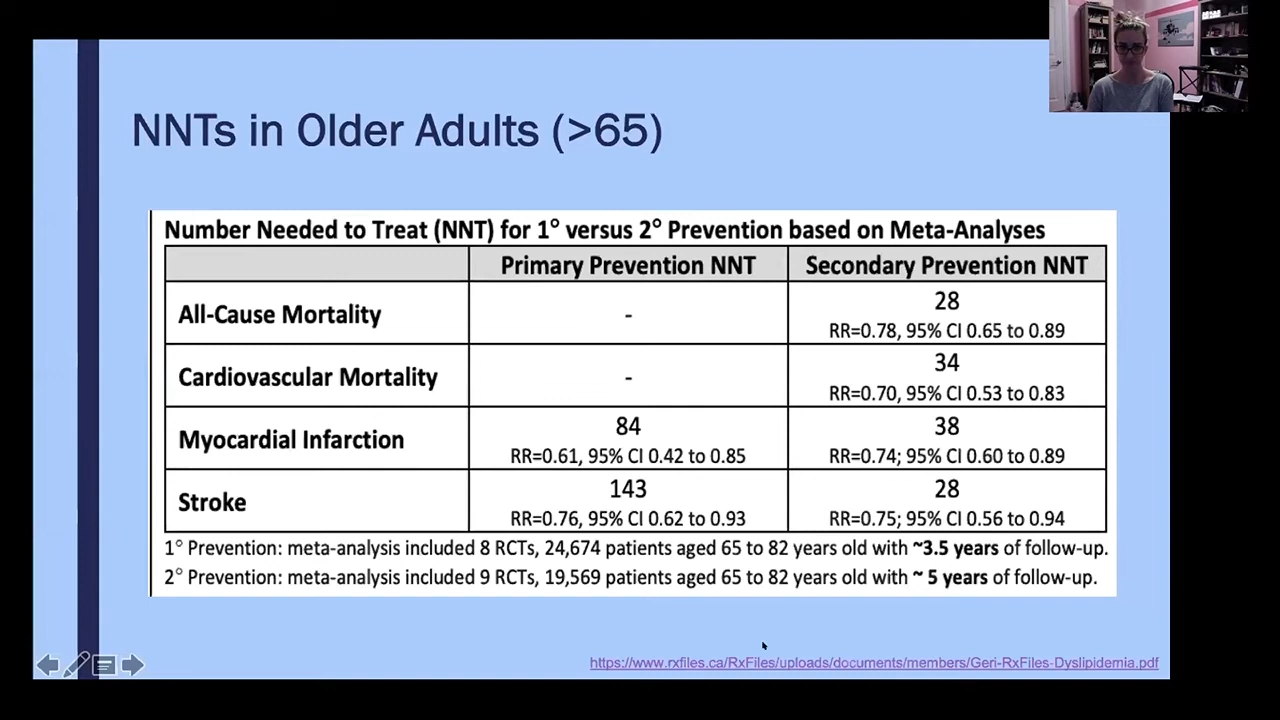 NNTs in Older Adults (>65)
Number Needed to Treat (NNT) for 1° versus 2° Prevention based on Meta-Analyses
Primary Prevention NNT Secondary Prevention NNT
All-Cause Mortality - 28
RR=0.78, 95% CI 0.65 to 0.89
Cardiovascular Mortality - 34
RR=0.70, 95% CI 0.53 to 0.83
Myocardial Infarction 84 38
RR=0.61, 95% CI 0.42 to 0.85 RR=0.74; 95% CI 0.60 to 0.89
Stroke 143 28
RR=0.76, 95% CI 0.62 to 0.93 RR=0.75; 95% CI 0.56 to 0.94
1° Prevention: meta-analysis included 8 RCTs, 24,674 patients aged 65 to 82 years old with ~3.5 years of follow-up.
2° Prevention: meta-analysis included 9 RCTs, 19,569 patients aged 65 to 82 years old with ~ 5 years of follow-up.
https://www.rxfiles.ca/RxFiles/uploads/documents/members/Geri-RxFiles-Dyslipidemia.pdf